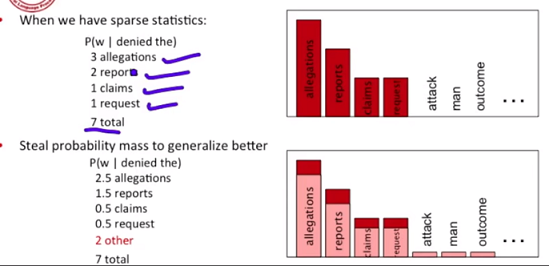 When we have sparse statistics:
P(w | denied the)
3 allegations
2 reports
1 claims
1 request
7 total
allegations
reports
claims
request
attack
man
outcome
...
Steal probability mass to generalize better
P(w | denied the)
2.5 allegations
1.5 reports
0.5 claims
0.5 request
2 other
7 total
allegations
reports
claims
request
attack
man
outcome
...